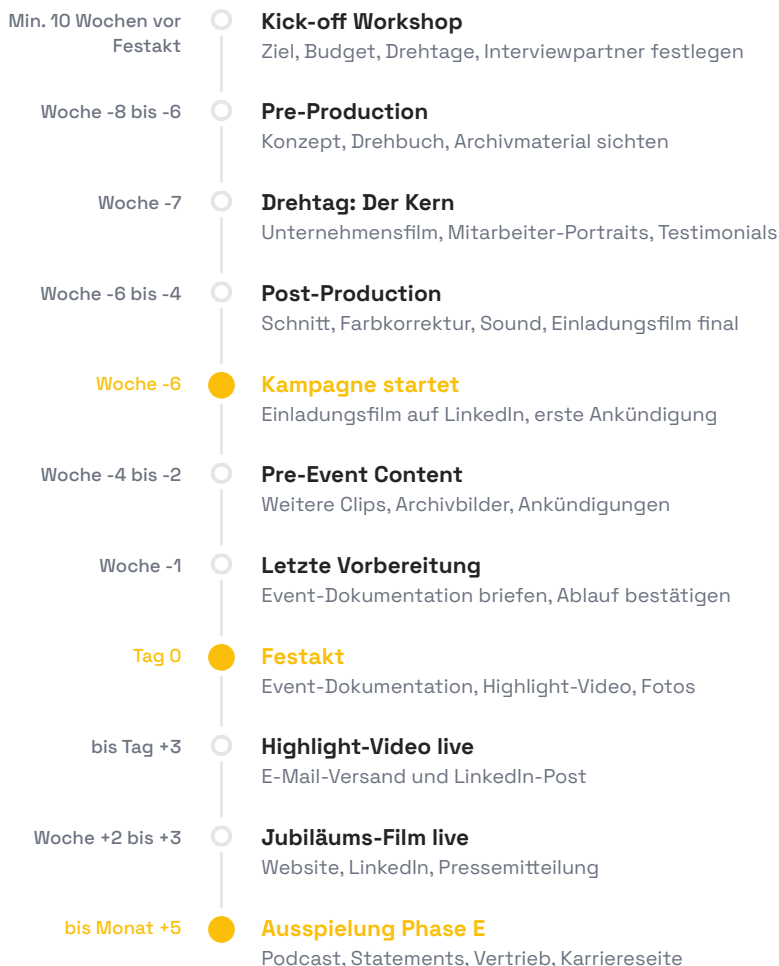 Min. 10 Wochen vor
Festakt
Kick-off Workshop
Ziel, Budget, Drehtage, Interviewpartner festlegen
Woche -8 bis -6
Pre-Production
Konzept, Drehbuch, Archivmaterial sichten
Woche -7
Drehtag: Der Kern
Unternehmensfilm, Mitarbeiter-Portraits, Testimonials
Woche -6 bis -4
Post-Production
Schnitt, Farbkorrektur, Sound, Einladungsfilm final
Woche -6
Kampagne startet
Einladungsfilm auf LinkedIn, erste Ankündigung
Woche -4 bis -2
Pre-Event Content
Weitere Clips, Archivbilder, Ankündigungen
Woche -1
Letzte Vorbereitung
Event-Dokumentation briefen, Ablauf bestätigen
Tag 0
Festakt
Event-Dokumentation, Highlight-Video, Fotos
bis Tag +3
Highlight-Video live
E-Mail-Versand und LinkedIn-Post
Woche +2 bis +3
Jubiläums-Film live
Website, LinkedIn, Pressemitteilung
bis Monat +5
Ausspielung Phase E
Podcast, Statements, Vertrieb, Karriereseite